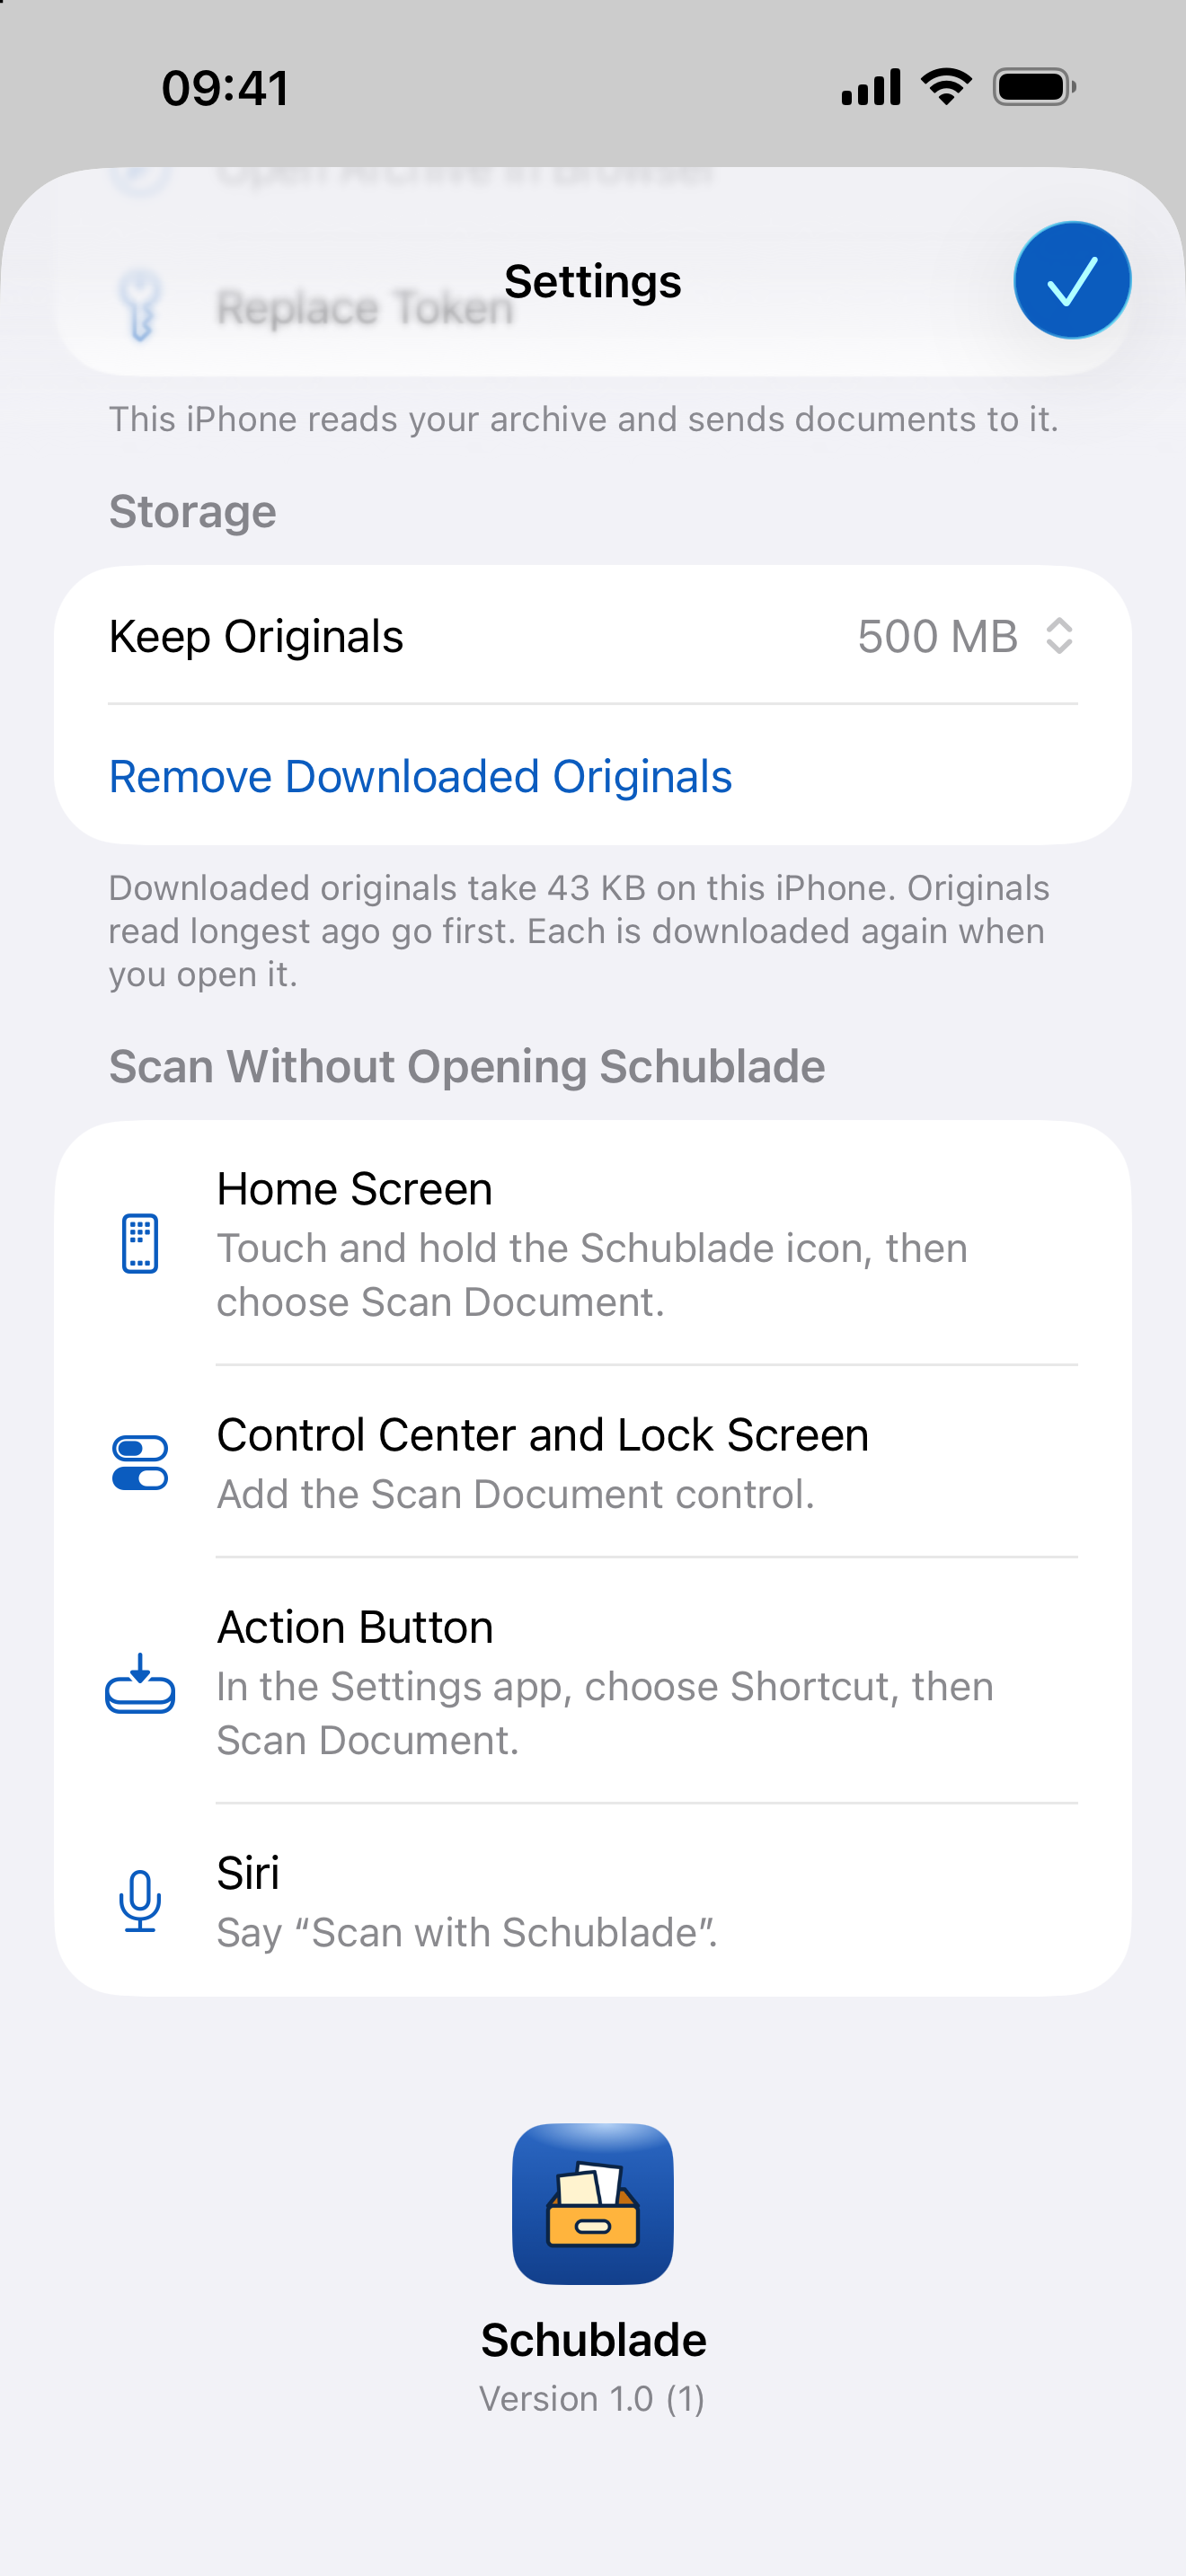 09:41
Open Archive in Browser
Settings
Replace Token
This iPhone reads your archive and sends documents to it.
Storage
Keep Originals 500 MB
Remove Downloaded Originals
Downloaded originals take 43 KB on this iPhone. Originals
read longest ago go first. Each is downloaded again when
you open it.
Scan Without Opening Schublade
Home Screen
Touch and hold the Schublade icon, then
choose Scan Document.
Control Center and Lock Screen
Add the Scan Document control.
Action Button
In the Settings app, choose Shortcut, then
Scan Document.
Siri
Say “Scan with Schublade”.
Schublade
Version 1.0 (1)